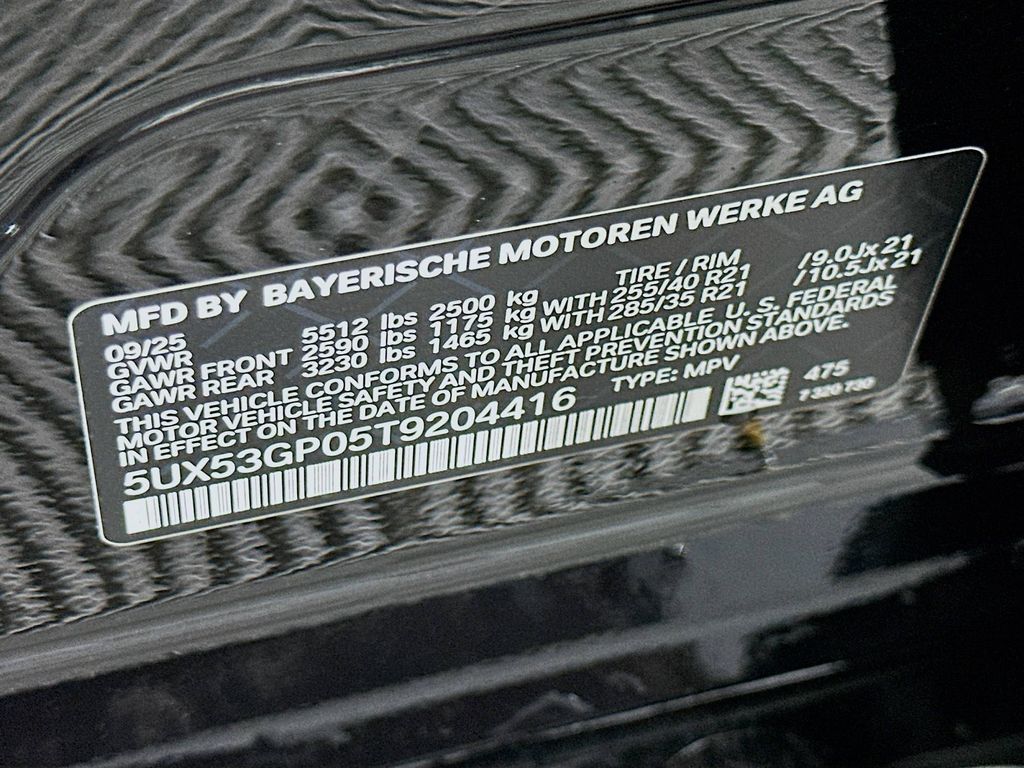 MFD BY BAYERISCHE MOTOREN WERKE AG
09/25 TIRE / RIM
GVWR 5512 lbs 2500 kg
GAWR FRONT 2590 lbs 1175 kg WITH 255/40 R21 /9.0Jx 21
GAWR REAR 3230 lbs 1465 kg WITH 285/35 R21 /10.5Jx 21
THIS VEHICLE CONFORMS TO ALL APPLICABLE U. S. FEDERAL
MOTOR VEHICLE SAFETY AND THEFT PREVENTION STANDARDS
IN EFFECT ON THE DATE OF MANUFACTURE SHOWN ABOVE.
5UX53GP05T9204416 TYPE: MPV 475
7 320 730